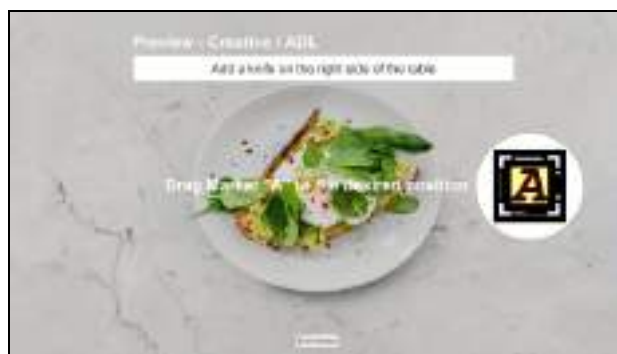 Preview - Creative / ADL
Add a knife on the right side of the table
Drag Marker "A" to the desired position
A